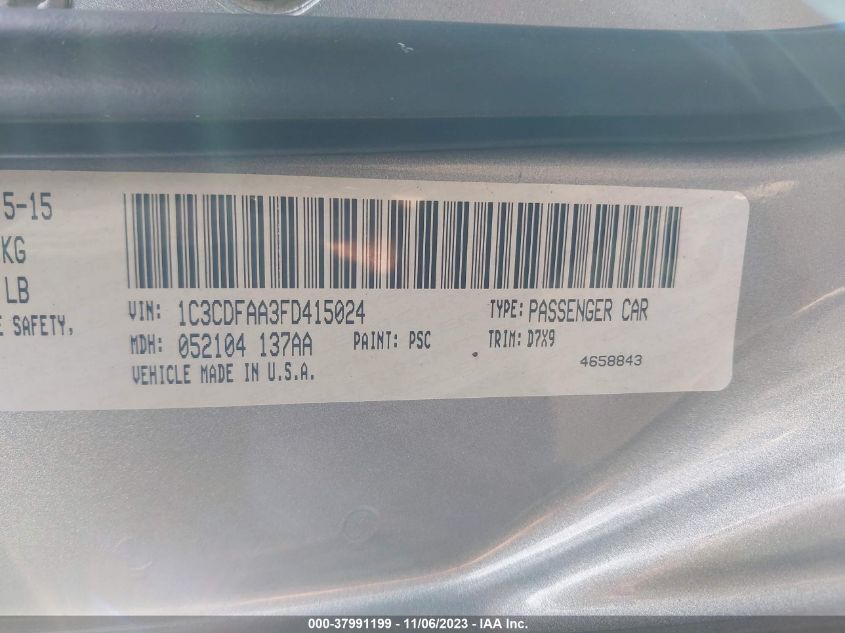 5-15
KG
LB
E SAFETY,
VIN: 1C3CDFAA3FD415024 TYPE: PASSENGER CAR
MDH: 052104 137AA PAINT: PSC TRIM: D7X9
VEHICLE MADE IN U.S.A. 4658843
000-37991199 - 11/06/2023 - IAA Inc.